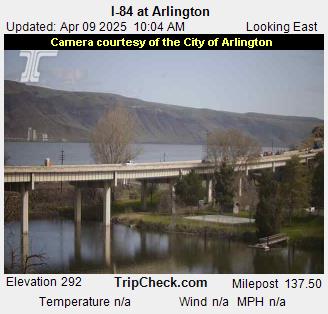 I-84 at Arlington
Updated: Apr 09 2025 10:04 AM Looking East
Camera courtesy of the City of Arlington
Elevation 292 TripCheck.com Milepost 137.50
Temperature n/a Wind n/a MPH n/a